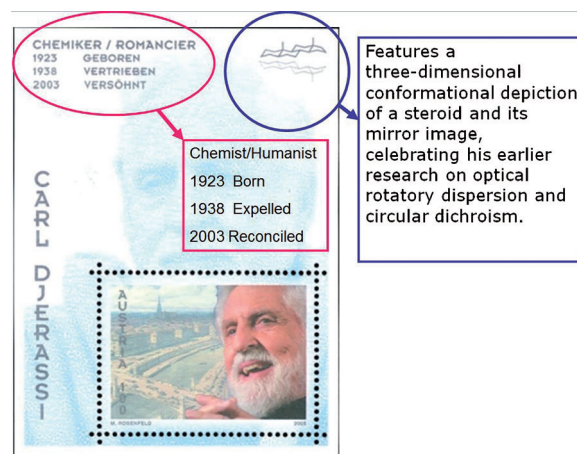 CHEMIKER / ROMANCIER
1923 GEBOREN
1938 VERTRIEBEN
2003 VERSÖHNT
Features a
three-dimensional
conformational depiction
of a steroid and its
mirror image,
celebrating his earlier
research on optical
rotatory dispersion and
circular dichroism.
Chemist/Humanist
1923 Born
1938 Expelled
2003 Reconciled
CARL DJERASSI
AUSTRIA 100
M. ROSENFELD 2005